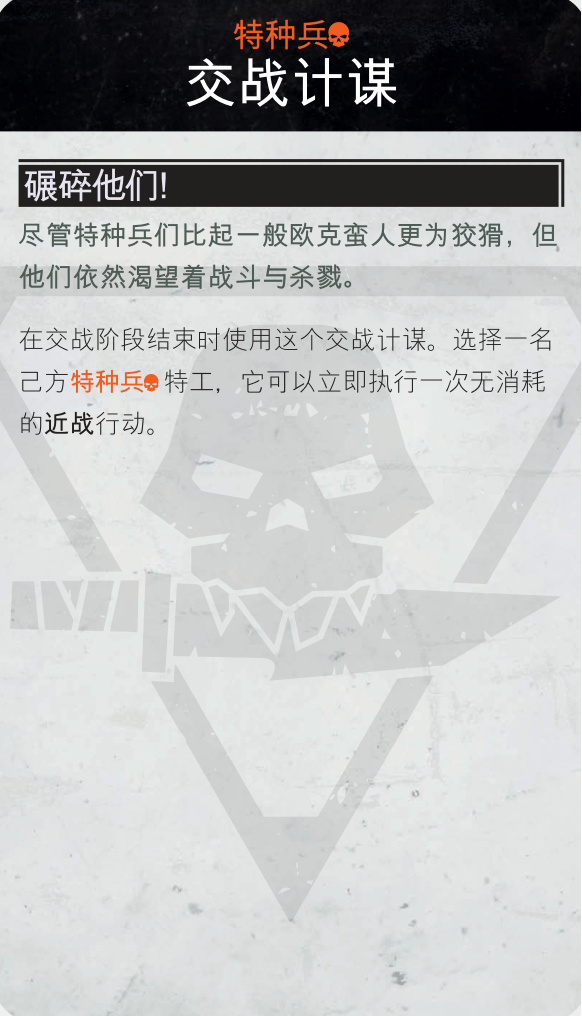 特种兵
交战计谋
碾碎他们!
尽管特种兵们比起一般欧克蛮人更为狡猾，但
他们依然渴望着战斗与杀戮。
在交战阶段结束时使用这个交战计谋。选择一名
己方特种兵 特工，它可以立即执行一次无消耗
的近战行动。